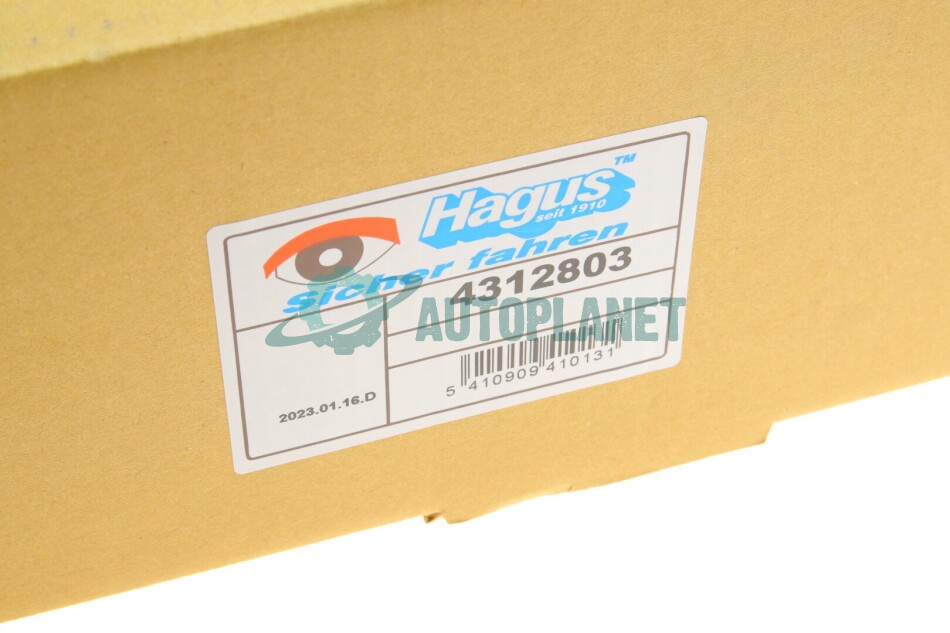 Hagus™
seit 1910
Sicher fahren
4312803
AUTOPLANET
5 410909 410131
2023.01.16.D